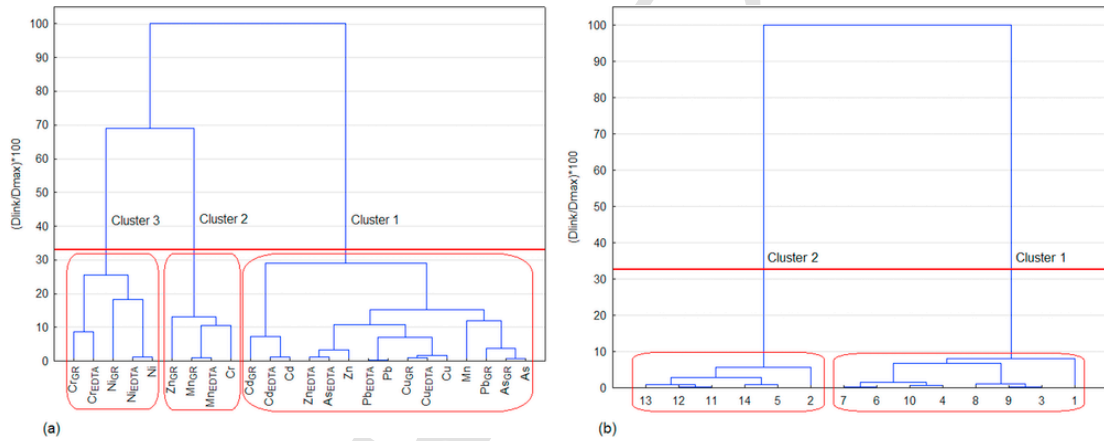 100
90
80
70
60
50
40
30
20
10
0
(Dlink/Dmax)*100
Cluster 3
Cluster 2
Cluster 1
CrGR
CrEDTA
NiGR
NiEDTA
Ni
ZnGR
MnGR
MnEDTA
Cr
CdGR
CdEDTA
Cd
ZnEDTA
AsEDTA
Zn
PbEDTA
Pb
CuGR
CuEDTA
Cu
Mn
PbGR
AsGR
As
(a)
100
90
80
70
60
50
40
30
20
10
0
(Dlink/Dmax)*100
Cluster 2
Cluster 1
13 12 11 14 5 2 7 6 10 4 8 9 3 1
(b)